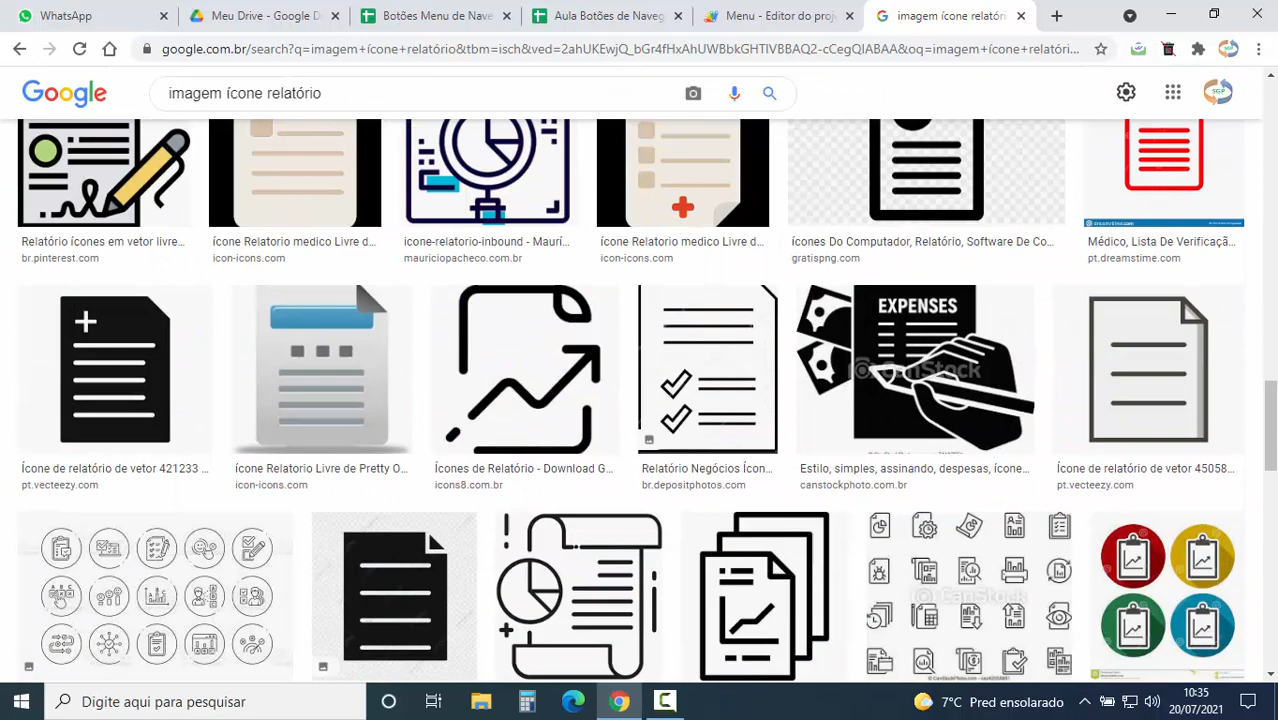 WhatsApp
Meu Drive - Google D
Botões Menu de Nave
Aula Botões de Naveg
Menu - Editor do proj
imagem ícone relatóri
google.com.br/search?q=imagem+ícone+relatório&tbm=isch&ved=2ahUKEwjQ_bGr4fHxAhUWBbkGHTIVBBAQ2-cCegQIABAA&oq=imagem+ícone+relatóri...
Google
imagem ícone relatório
SGP
Relatório ícones em vetor livre...
br.pinterest.com
ícone Relatorio medico Livre d...
icon-icons.com
icone-relatorio-inbound - Maurí...
mauriciopacheco.com.br
ícone Relatorio medico Livre d...
icon-icons.com
ícones Do Computador, Relatório, Software De Co...
gratispng.com
dreamstime.com
Médico, Lista De Verificaçã...
pt.dreamstime.com
EXPENSES
CanStock
Ícone de relatório de vetor 421233 ...
pt.vecteezy.com
ícone Relatorio Livre de Pretty O...
icon-icons.com
Ícones de Relatório - Download G...
icons8.com.br
Relatório Negócios Ícon...
br.depositphotos.com
Estilo, simples, assinando, despesas, ícone...
canstockphoto.com.br
Ícone de relatório de vetor 45058...
pt.vecteezy.com
CanStock
Digite aqui para pesquisar
7°C Pred ensolarado
10:35
20/07/2021